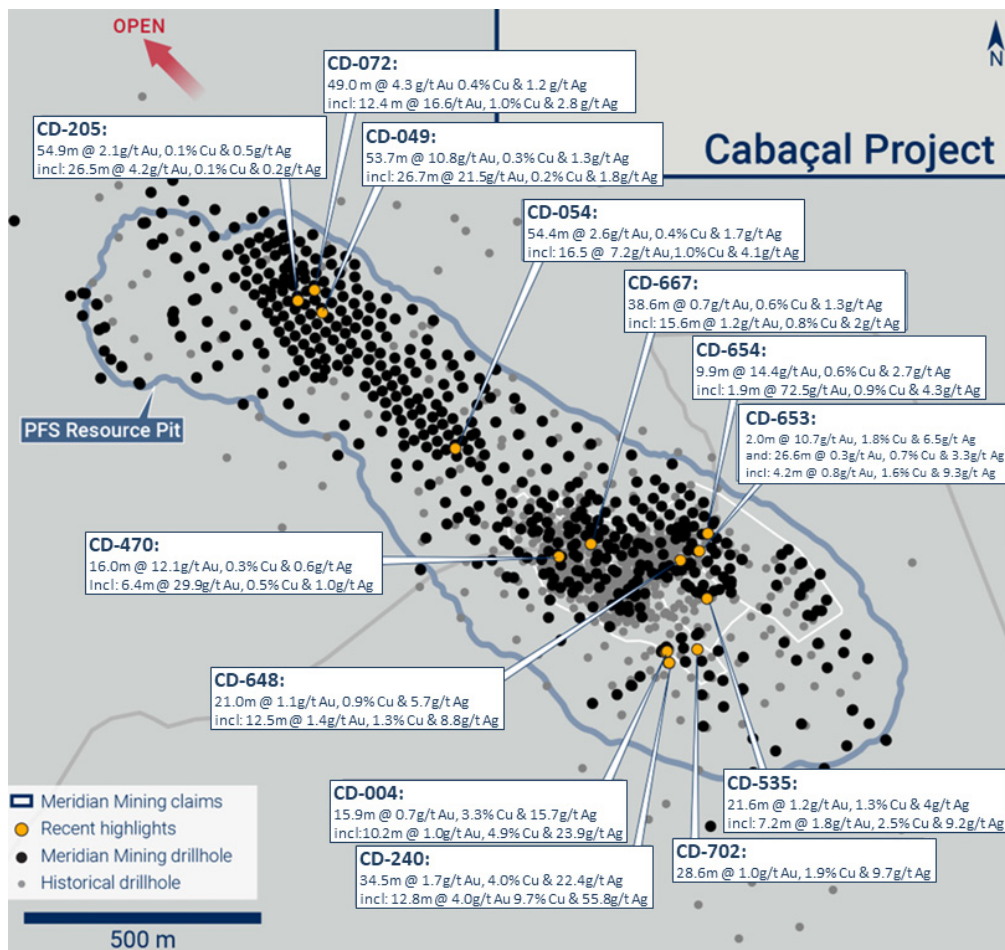 OPEN
N
Cabaçal Project
CD-072:
49.0 m @ 4.3 g/t Au 0.4% Cu & 1.2 g/t Ag
incl: 12.4 m @ 16.6/t Au, 1.0% Cu & 2.8 g/t Ag
CD-205:
54.9m @ 2.1g/t Au, 0.1% Cu & 0.5g/t Ag
incl: 26.5m @ 4.2g/t Au, 0.1% Cu & 0.2g/t Ag
CD-049:
53.7m @ 10.8g/t Au, 0.3% Cu & 1.3g/t Ag
incl: 26.7m @ 21.5g/t Au, 0.2% Cu & 1.8g/t Ag
CD-054:
54.4m @ 2.6g/t Au, 0.4% Cu & 1.7g/t Ag
incl: 16.5 @ 7.2g/t Au,1.0% Cu & 4.1g/t Ag
CD-667:
38.6m @ 0.7g/t Au, 0.6% Cu & 1.3g/t Ag
incl: 15.6m @ 1.2g/t Au, 0.8% Cu & 2g/t Ag
CD-654:
9.9m @ 14.4g/t Au, 0.6% Cu & 2.7g/t Ag
incl: 1.9m @ 72.5g/t Au, 0.9% Cu & 4.3g/t Ag
CD-653:
2.0m @ 10.7g/t Au, 1.8% Cu & 6.5g/t Ag
and: 26.6m @ 0.3g/t Au, 0.7% Cu & 3.3g/t Ag
incl: 4.2m @ 0.8g/t Au, 1.6% Cu & 9.3g/t Ag
PFS Resource Pit
CD-470:
16.0m @ 12.1g/t Au, 0.3% Cu & 0.6g/t Ag
Incl: 6.4m @ 29.9g/t Au, 0.5% Cu & 1.0g/t Ag
CD-648:
21.0m @ 1.1g/t Au, 0.9% Cu & 5.7g/t Ag
incl: 12.5m @ 1.4g/t Au, 1.3% Cu & 8.8g/t Ag
CD-004:
15.9m @ 0.7g/t Au, 3.3% Cu & 15.7g/t Ag
incl:10.2m @ 1.0g/t Au, 4.9% Cu & 23.9g/t Ag
CD-240:
34.5m @ 1.7g/t Au, 4.0% Cu & 22.4g/t Ag
incl: 12.8m @ 4.0g/t Au 9.7% Cu & 55.8g/t Ag
CD-535:
21.6m @ 1.2g/t Au, 1.3% Cu & 4g/t Ag
incl: 7.2m @ 1.8g/t Au, 2.5% Cu & 9.2g/t Ag
CD-702:
28.6m @ 1.0g/t Au, 1.9% Cu & 9.7g/t Ag
Meridian Mining claims
Recent highlights
Meridian Mining drillhole
Historical drillhole
500 m